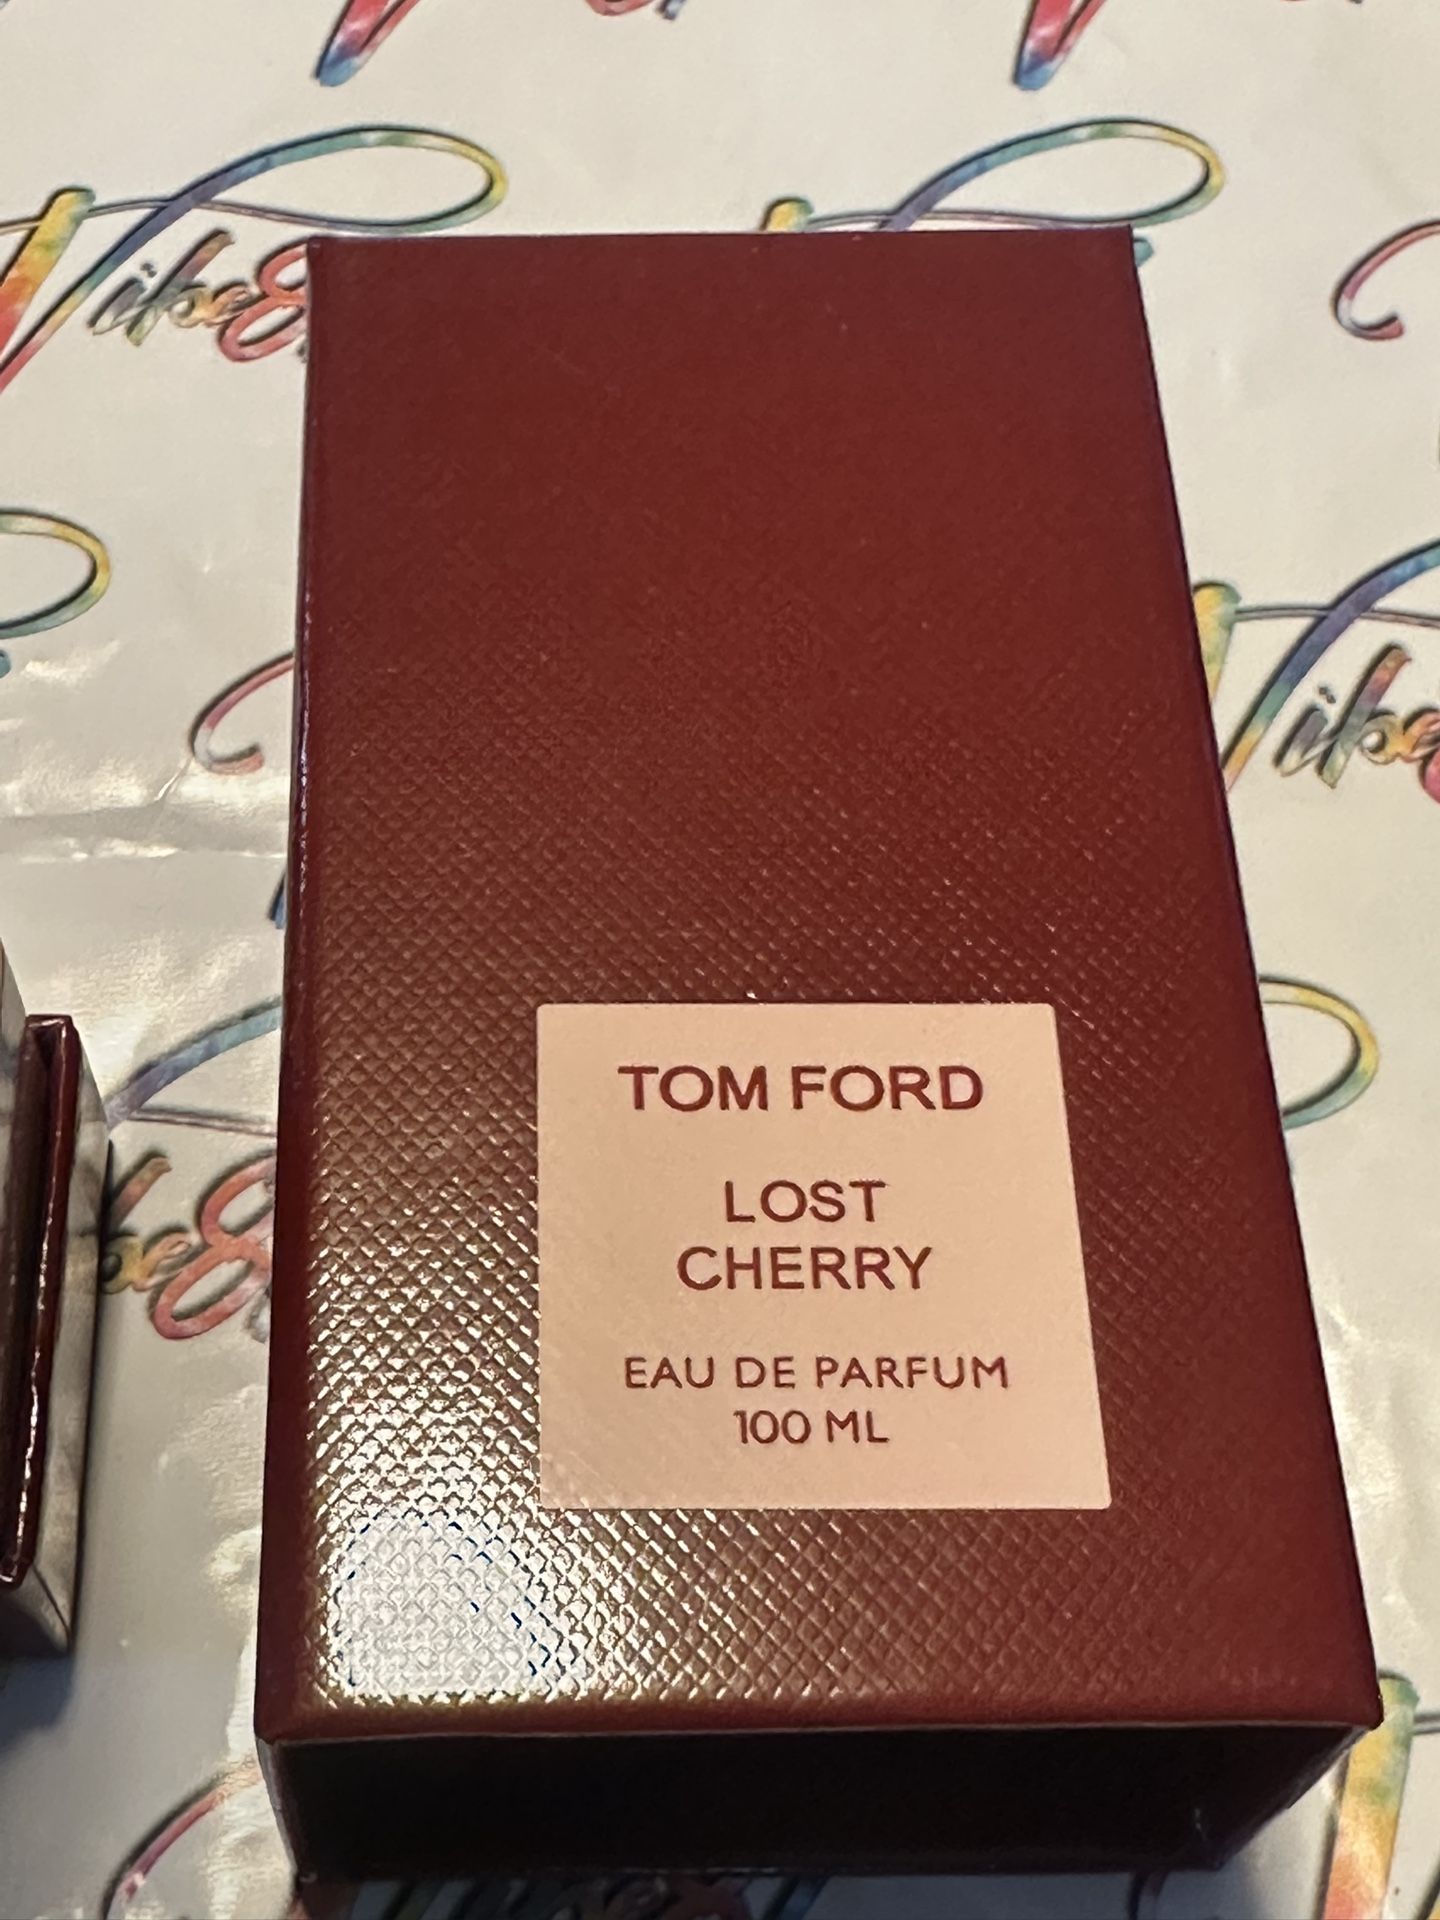 TOM FORD
LOST
CHERRY
EAU DE PARFUM
100 ML